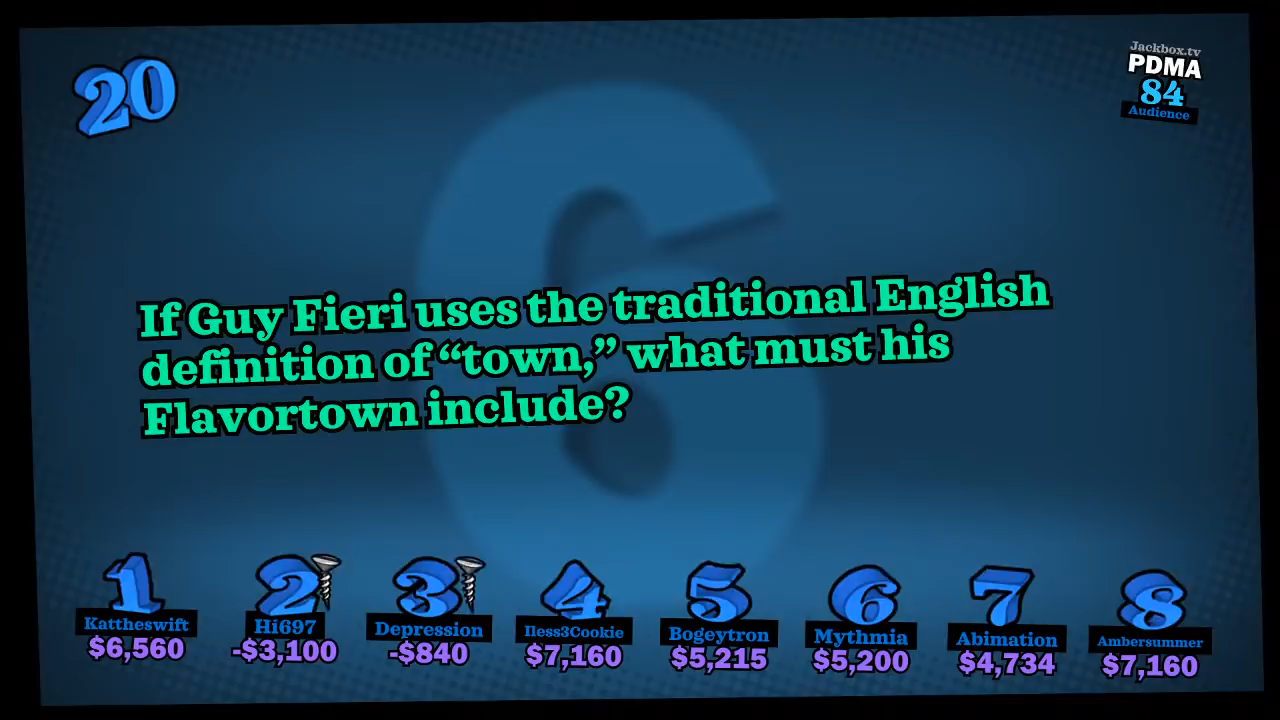 20
Jackbox.tv
PDMA
84
Audience
6
If Guy Fieri uses the traditional English
definition of “town,” what must his
Flavortown include?
1 2 3 4 5 6 7 8
Kattheswift Hi697 Depression IIess3Cookie Bogeytron Mythmia Abimation Ambersummer
$6,560 -$3,100 -$840 $7,160 $5,215 $5,200 $4,734 $7,160